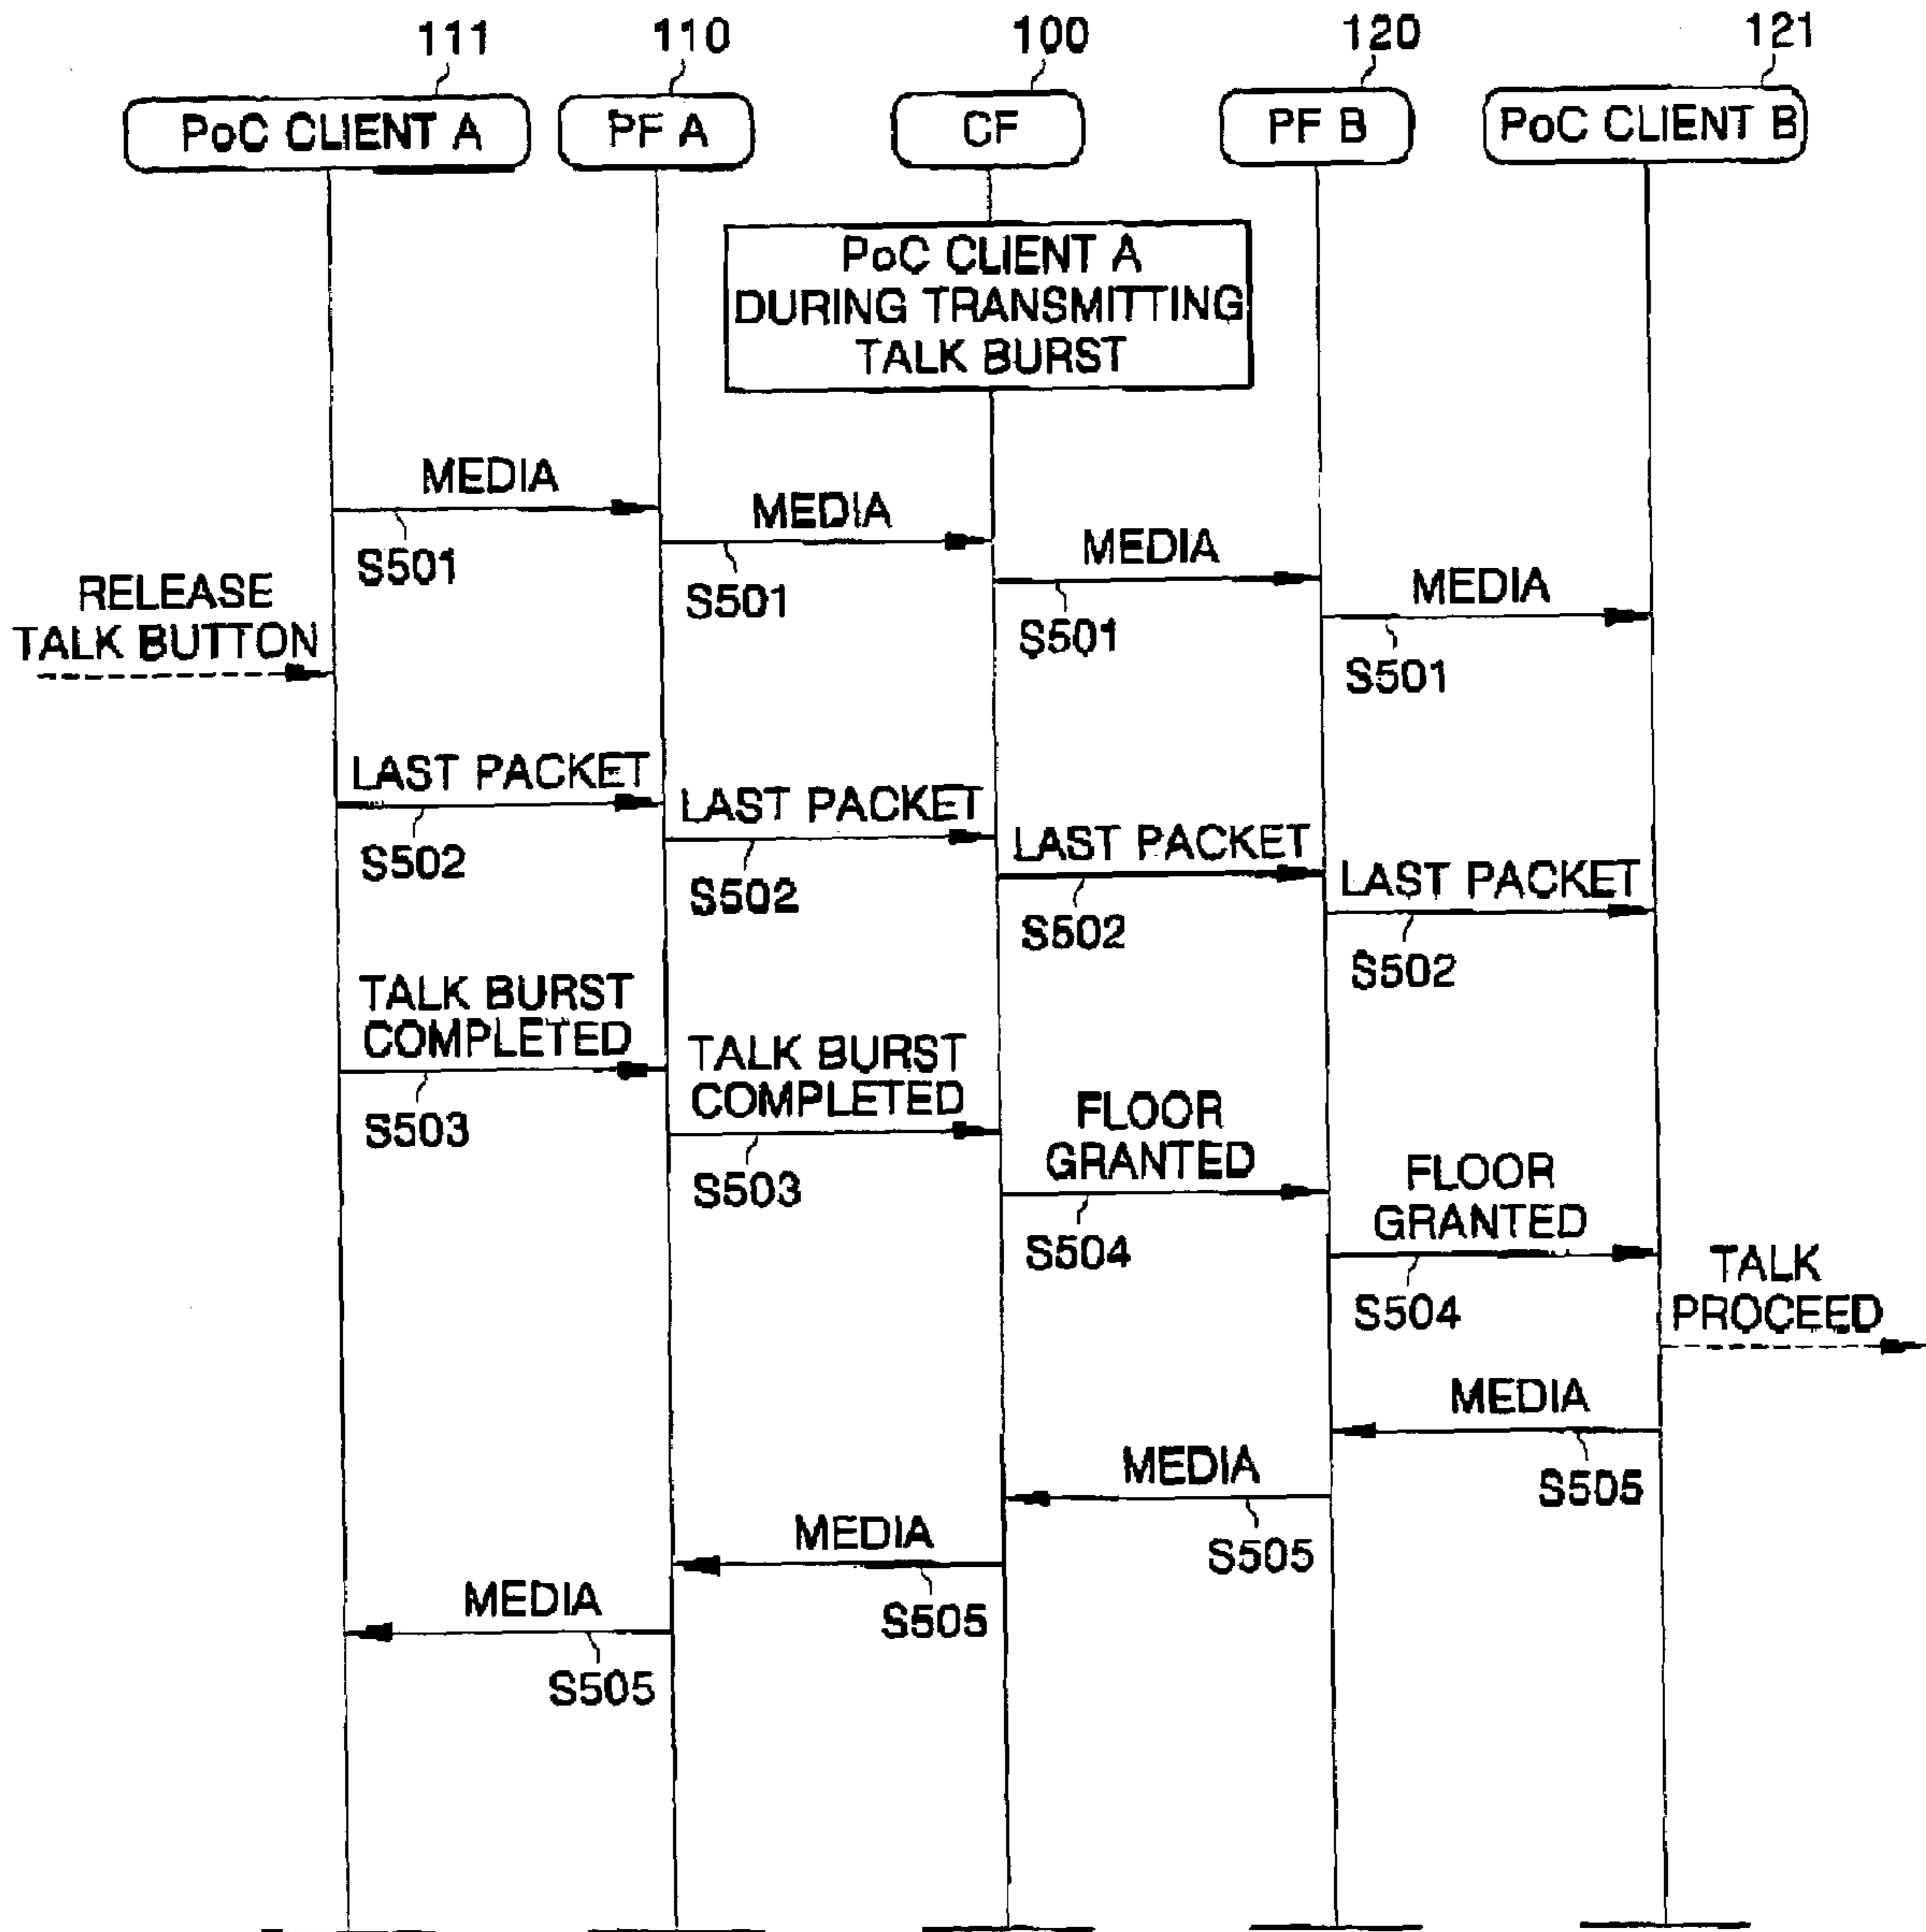 111
110
100
120
121
PoC CLIENT A
PF A
CF
PF B
PoC CLIENT B
PoC CLIENT A
DURING TRANSMITTING
TALK BURST
MEDIA
S501
MEDIA
S501
MEDIA
S501
MEDIA
S501
RELEASE
TALK BUTTON
LAST PACKET
S502
LAST PACKET
S502
LAST PACKET
S502
LAST PACKET
S502
TALK BURST
COMPLETED
S503
TALK BURST
COMPLETED
S503
FLOOR
GRANTED
S504
FLOOR
GRANTED
S504
TALK
PROCEED
MEDIA
S505
MEDIA
S505
MEDIA
S505
MEDIA
S505